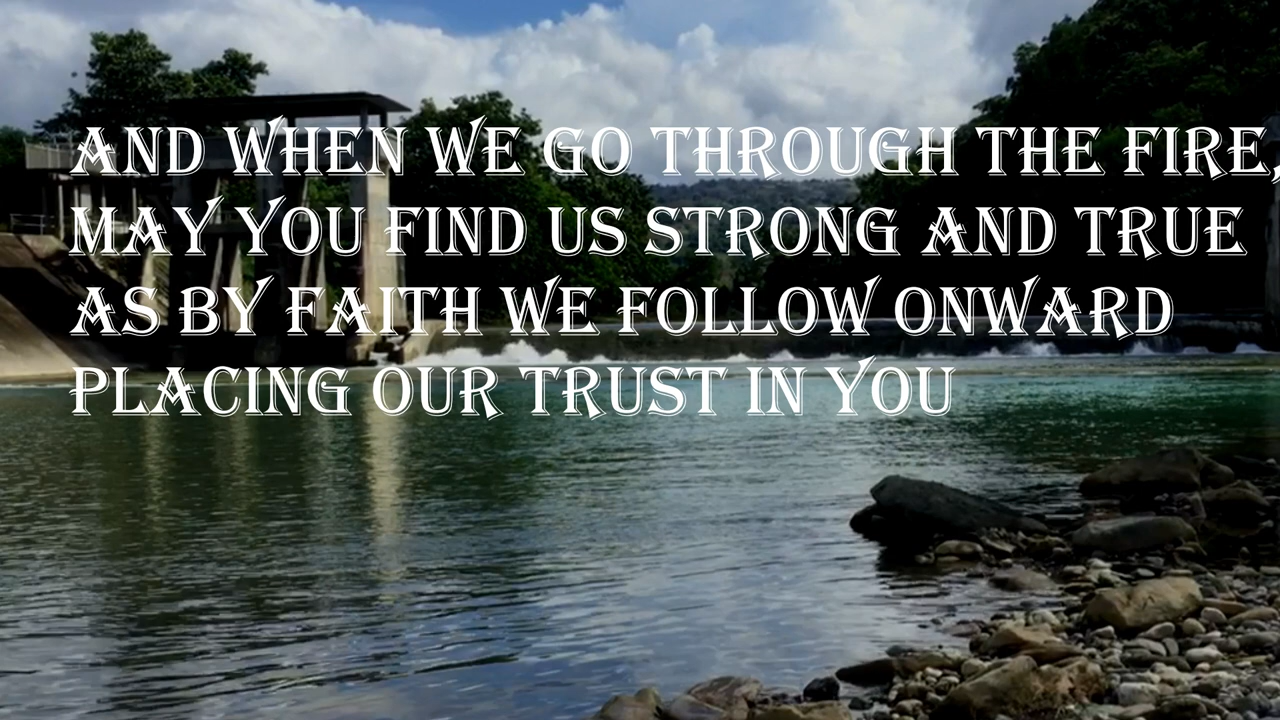 AND WHEN WE GO THROUGH THE FIRE,
MAY YOU FIND US STRONG AND TRUE
AS BY FAITH WE FOLLOW ONWARD
PLACING OUR TRUST IN YOU